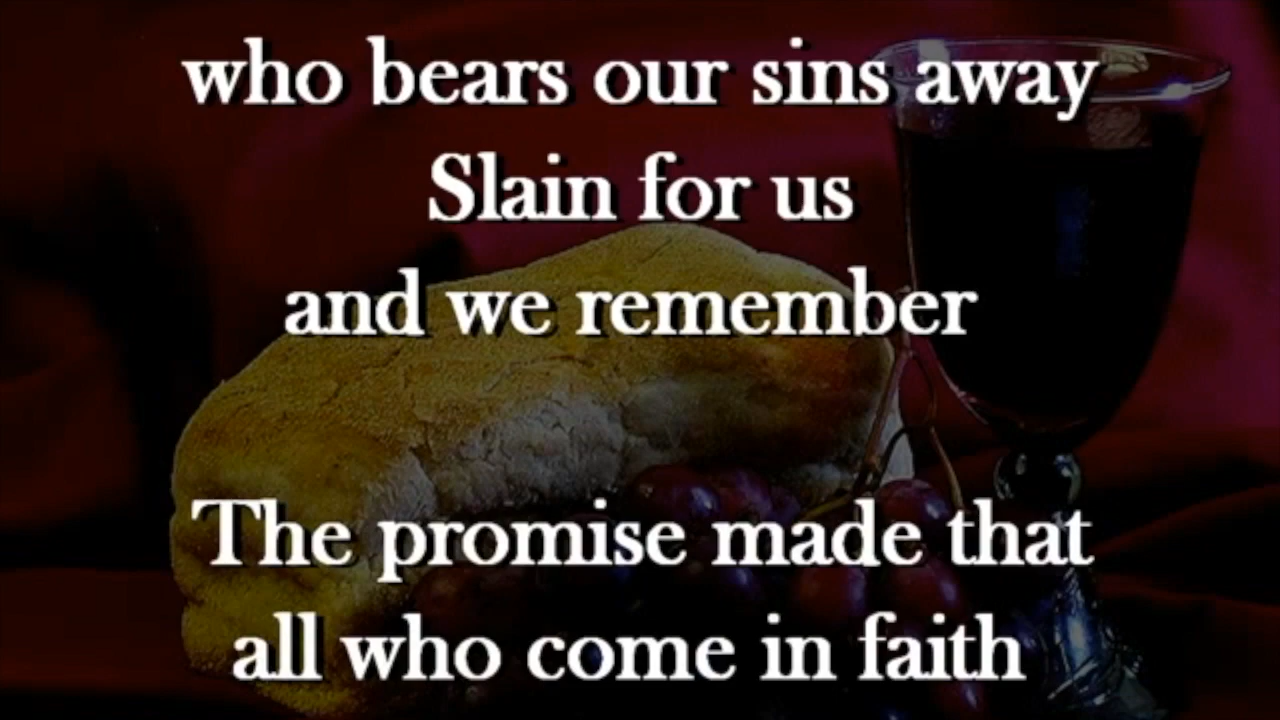 who bears our sins away
Slain for us
and we remember
The promise made that
all who come in faith